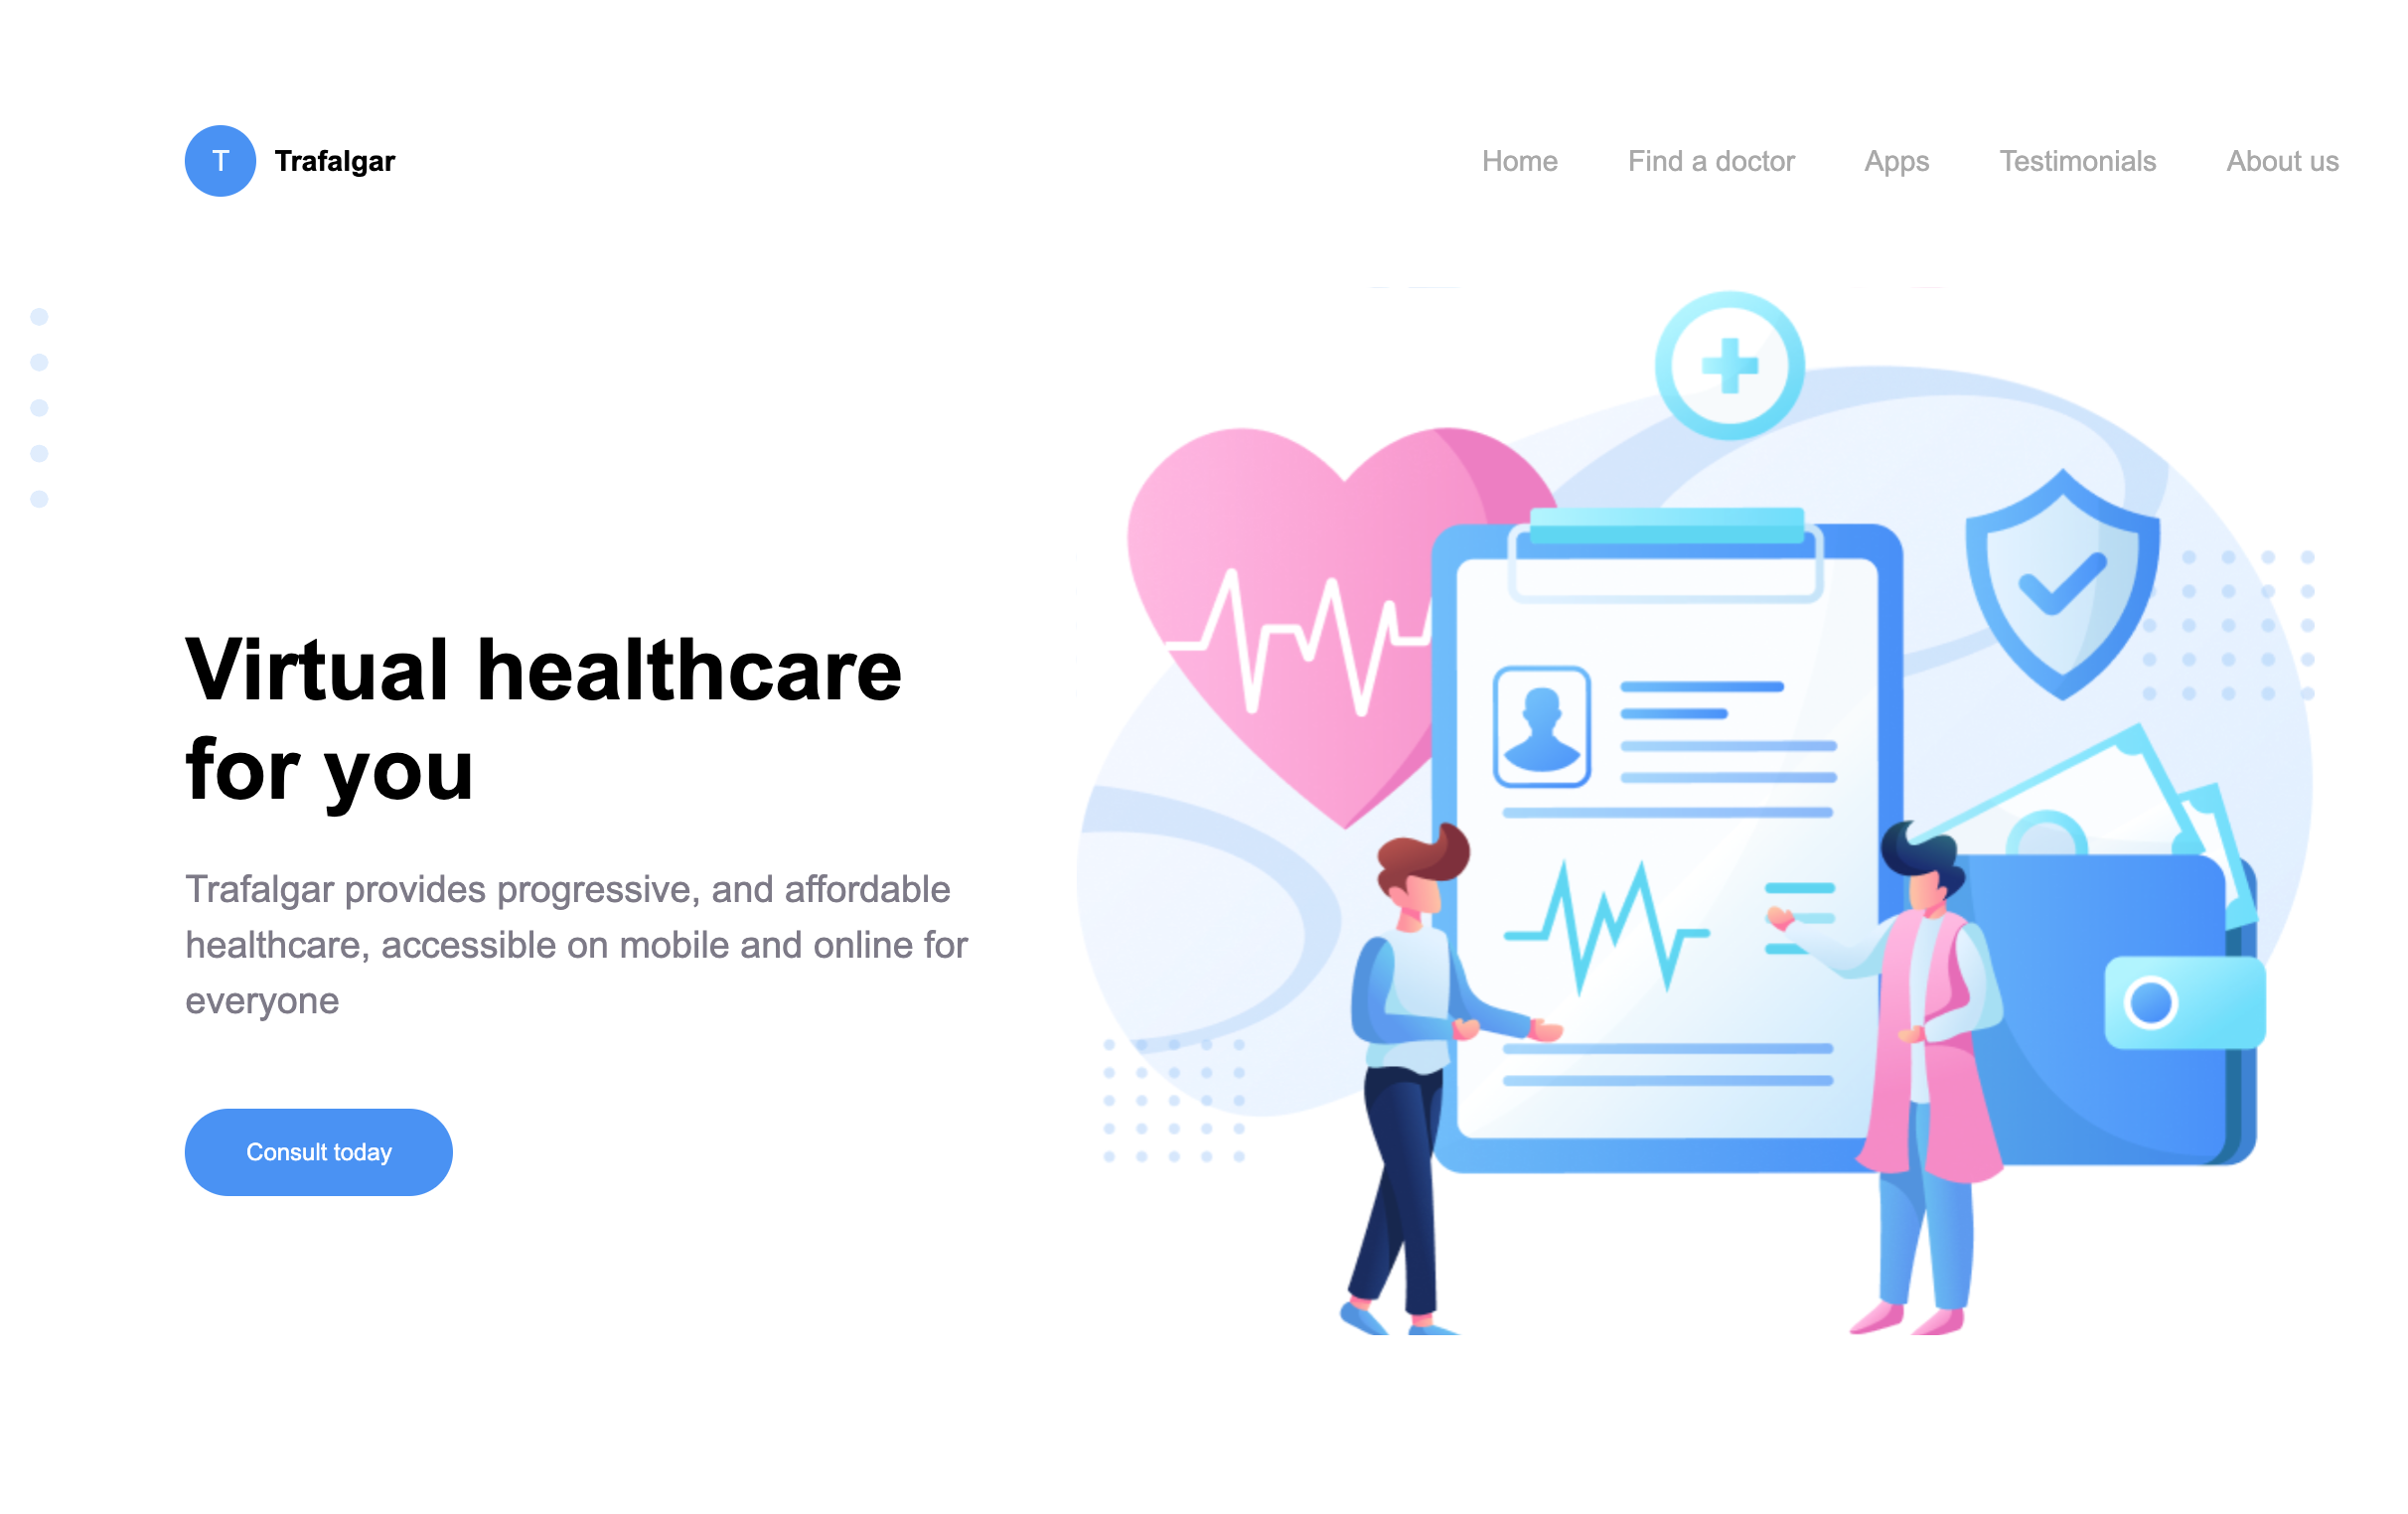 T
Trafalgar
Home
Find a doctor
Apps
Testimonials
About us
Virtual healthcare
for you
Trafalgar provides progressive, and affordable
healthcare, accessible on mobile and online for
everyone
Consult today